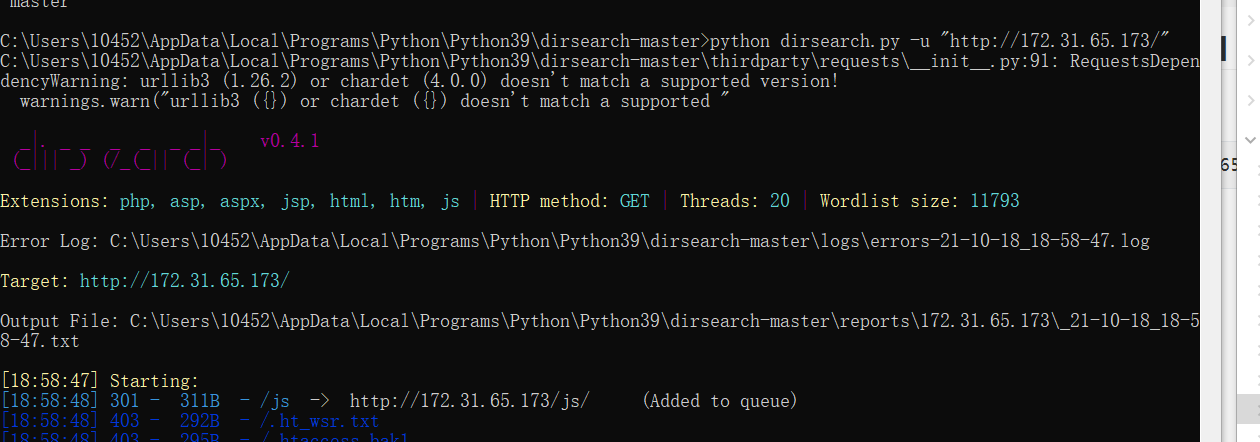 master
C:\Users\10452\AppData\Local\Programs\Python\Python39\dirsearch-master>python dirsearch.py -u "http://172.31.65.173/"
C:\Users\10452\AppData\Local\Programs\Python\Python39\dirsearch-master\thirdparty\requests\__init__.py:91: RequestsDepen
dencyWarning: urllib3 (1.26.2) or chardet (4.0.0) doesn't match a supported version!
  warnings.warn("urllib3 ({}) or chardet ({}) doesn't match a supported "
dirsearch v0.4.1
Extensions: php, asp, aspx, jsp, html, htm, js | HTTP method: GET | Threads: 20 | Wordlist size: 11793
Error Log: C:\Users\10452\AppData\Local\Programs\Python\Python39\dirsearch-master\logs\errors-21-10-18_18-58-47.log
Target: http://172.31.65.173/
Output File: C:\Users\10452\AppData\Local\Programs\Python\Python39\dirsearch-master\reports\172.31.65.173\_21-10-18_18-5
8-47.txt
[18:58:47] Starting:
[18:58:48] 301 -  311B  - /js  ->  http://172.31.65.173/js/     (Added to queue)
[18:58:48] 403 -  292B  - /.ht_wsr.txt
[18:58:48] 403 -  295B  - /.htaccess.bak1
65